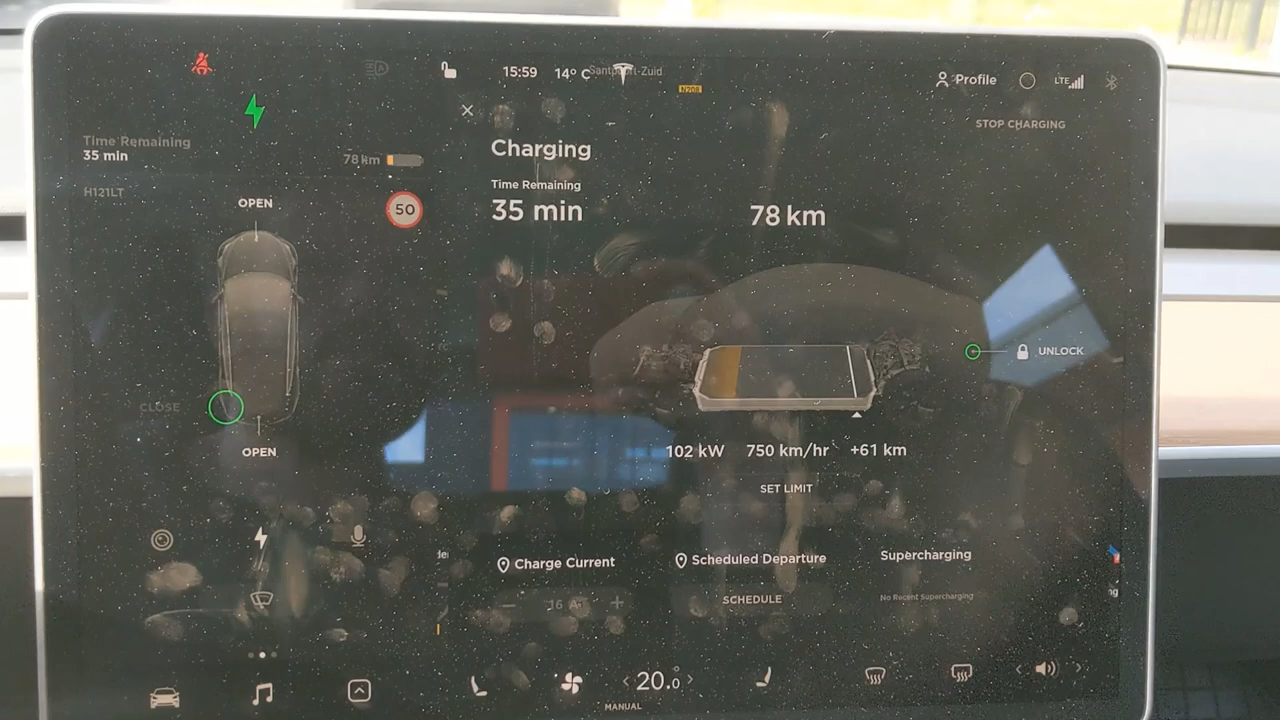 15:59 14° C Santpoort-Zuid
N208
Profile
LTE
STOP CHARGING
Time Remaining
35 min
78 km
H121LT
OPEN
50
CLOSE
OPEN
Charging
Time Remaining
35 min
78 km
UNLOCK
102 kW 750 km/hr +61 km
SET LIMIT
Charge Current
Scheduled Departure
Supercharging
16 A
SCHEDULE
No Recent Supercharging
20.0
MANUAL